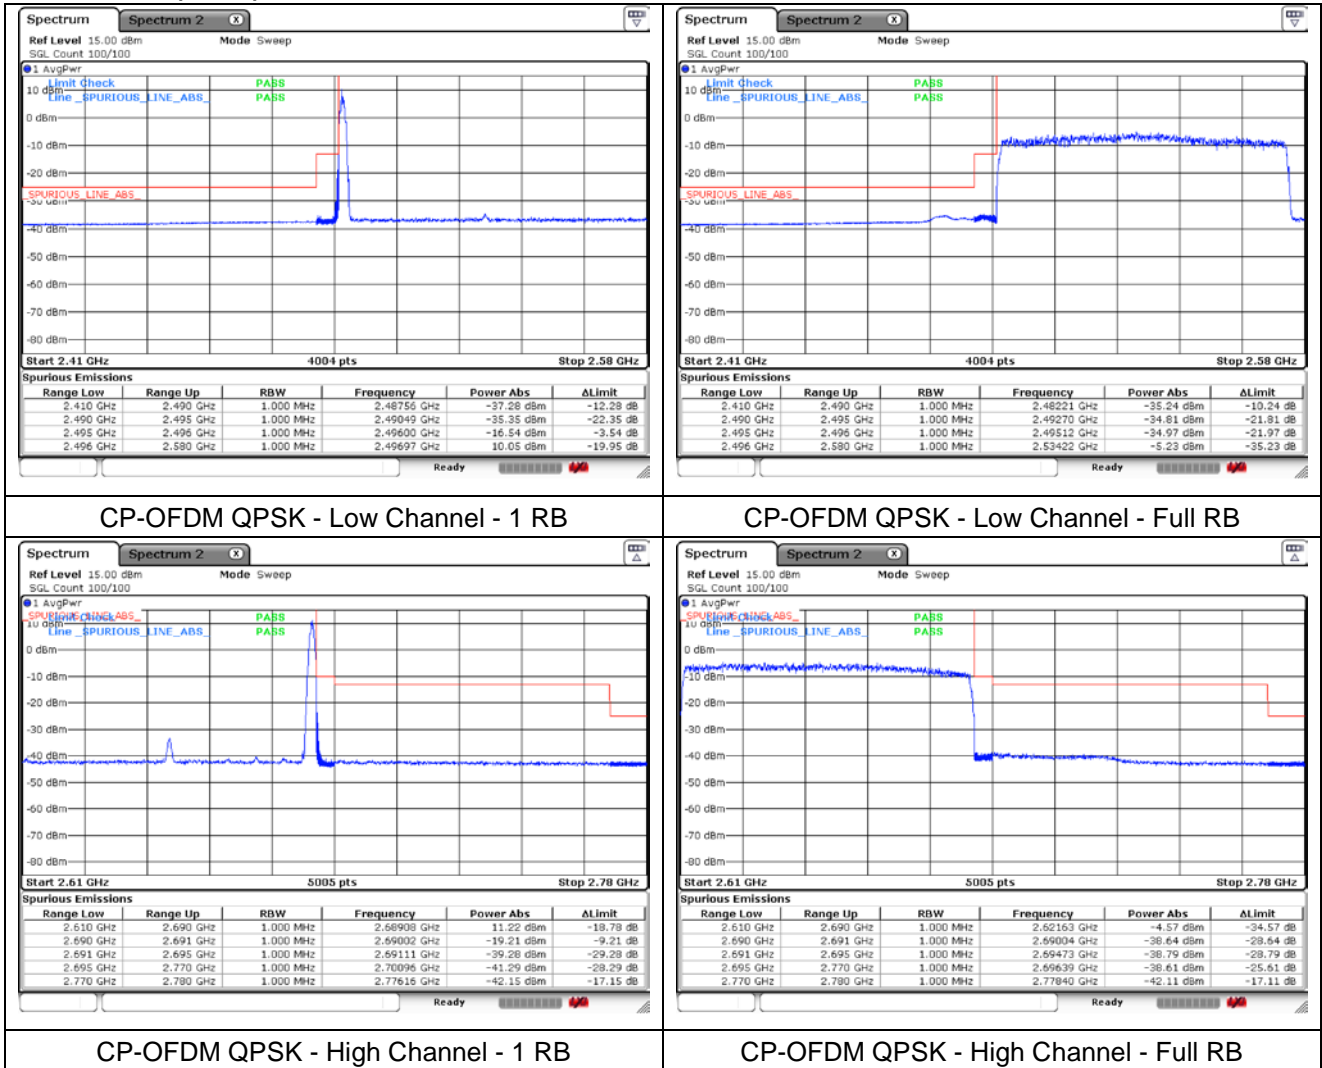 Spectrum Spectrum 2 X
Ref Level 15.00 dBm Mode Sweep
SGL Count 100/100
1 AvgPwr
Limit Check PASS
10 dBm
Line _SPURIOUS_LINE_ABS_ PASS
0 dBm
-10 dBm
-20 dBm
_SPURIOUS_LINE_ABS_
-30 dBm
-40 dBm
-50 dBm
-60 dBm
-70 dBm
-80 dBm
Start 2.41 GHz 4004 pts Stop 2.58 GHz
Spurious Emissions
Range Low Range Up RBW Frequency Power Abs ΔLimit
2.410 GHz 2.490 GHz 1.000 MHz 2.48756 GHz -37.28 dBm -12.28 dB
2.490 GHz 2.495 GHz 1.000 MHz 2.49049 GHz -35.35 dBm -22.35 dB
2.495 GHz 2.496 GHz 1.000 MHz 2.49600 GHz -16.54 dBm -3.54 dB
2.496 GHz 2.580 GHz 1.000 MHz 2.49697 GHz 10.05 dBm -19.95 dB
Ready
CP-OFDM QPSK - Low Channel - 1 RB
Spectrum Spectrum 2 X
Ref Level 15.00 dBm Mode Sweep
SGL Count 100/100
1 AvgPwr
Limit Check PASS
10 dBm
Line _SPURIOUS_LINE_ABS_ PASS
0 dBm
-10 dBm
-20 dBm
_SPURIOUS_LINE_ABS_
-30 dBm
-40 dBm
-50 dBm
-60 dBm
-70 dBm
-80 dBm
Start 2.41 GHz 4004 pts Stop 2.58 GHz
Spurious Emissions
Range Low Range Up RBW Frequency Power Abs ΔLimit
2.410 GHz 2.490 GHz 1.000 MHz 2.48221 GHz -35.24 dBm -10.24 dB
2.490 GHz 2.495 GHz 1.000 MHz 2.49270 GHz -34.81 dBm -21.81 dB
2.495 GHz 2.496 GHz 1.000 MHz 2.49512 GHz -34.97 dBm -21.97 dB
2.496 GHz 2.580 GHz 1.000 MHz 2.53422 GHz -5.23 dBm -35.23 dB
Ready
CP-OFDM QPSK - Low Channel - Full RB
Spectrum Spectrum 2 X
Ref Level 15.00 dBm Mode Sweep
SGL Count 100/100
1 AvgPwr
_SPURIOUS_LINE_ABS_
Limit Check PASS
10 dBm
Line _SPURIOUS_LINE_ABS_ PASS
0 dBm
-10 dBm
-20 dBm
-30 dBm
-40 dBm
-50 dBm
-60 dBm
-70 dBm
-80 dBm
Start 2.61 GHz 5005 pts Stop 2.78 GHz
Spurious Emissions
Range Low Range Up RBW Frequency Power Abs ΔLimit
2.610 GHz 2.690 GHz 1.000 MHz 2.68908 GHz 11.22 dBm -18.78 dB
2.690 GHz 2.691 GHz 1.000 MHz 2.69002 GHz -19.21 dBm -9.21 dB
2.691 GHz 2.695 GHz 1.000 MHz 2.69111 GHz -39.28 dBm -29.28 dB
2.695 GHz 2.770 GHz 1.000 MHz 2.70096 GHz -41.29 dBm -28.29 dB
2.770 GHz 2.780 GHz 1.000 MHz 2.77616 GHz -42.15 dBm -17.15 dB
Ready
CP-OFDM QPSK - High Channel - 1 RB
Spectrum Spectrum 2 X
Ref Level 15.00 dBm Mode Sweep
SGL Count 100/100
1 AvgPwr
_SPURIOUS_LINE_ABS_
Limit Check PASS
10 dBm
Line _SPURIOUS_LINE_ABS_ PASS
0 dBm
-10 dBm
-20 dBm
-30 dBm
-40 dBm
-50 dBm
-60 dBm
-70 dBm
-80 dBm
Start 2.61 GHz 5005 pts Stop 2.78 GHz
Spurious Emissions
Range Low Range Up RBW Frequency Power Abs ΔLimit
2.610 GHz 2.690 GHz 1.000 MHz 2.62163 GHz -4.57 dBm -34.57 dB
2.690 GHz 2.691 GHz 1.000 MHz 2.69004 GHz -38.64 dBm -28.64 dB
2.691 GHz 2.695 GHz 1.000 MHz 2.69473 GHz -38.79 dBm -28.79 dB
2.695 GHz 2.770 GHz 1.000 MHz 2.69639 GHz -38.61 dBm -25.61 dB
2.770 GHz 2.780 GHz 1.000 MHz 2.77840 GHz -42.11 dBm -17.11 dB
Ready
CP-OFDM QPSK - High Channel - Full RB